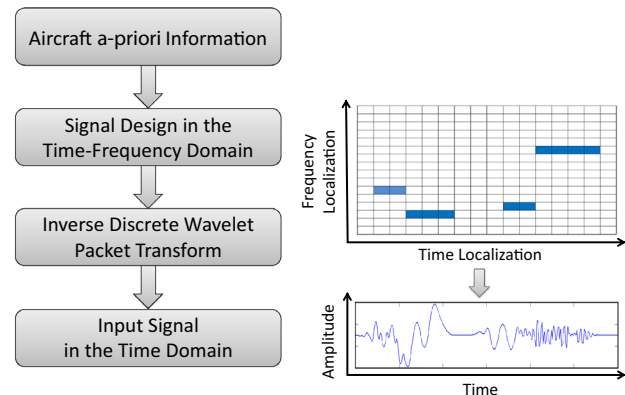 Aircraft a-priori Information
Signal Design in the
Time-Frequency Domain
Inverse Discrete Wavelet
Packet Transform
Input Signal
in the Time Domain
Frequency
Localization
Time Localization
Amplitude
Time